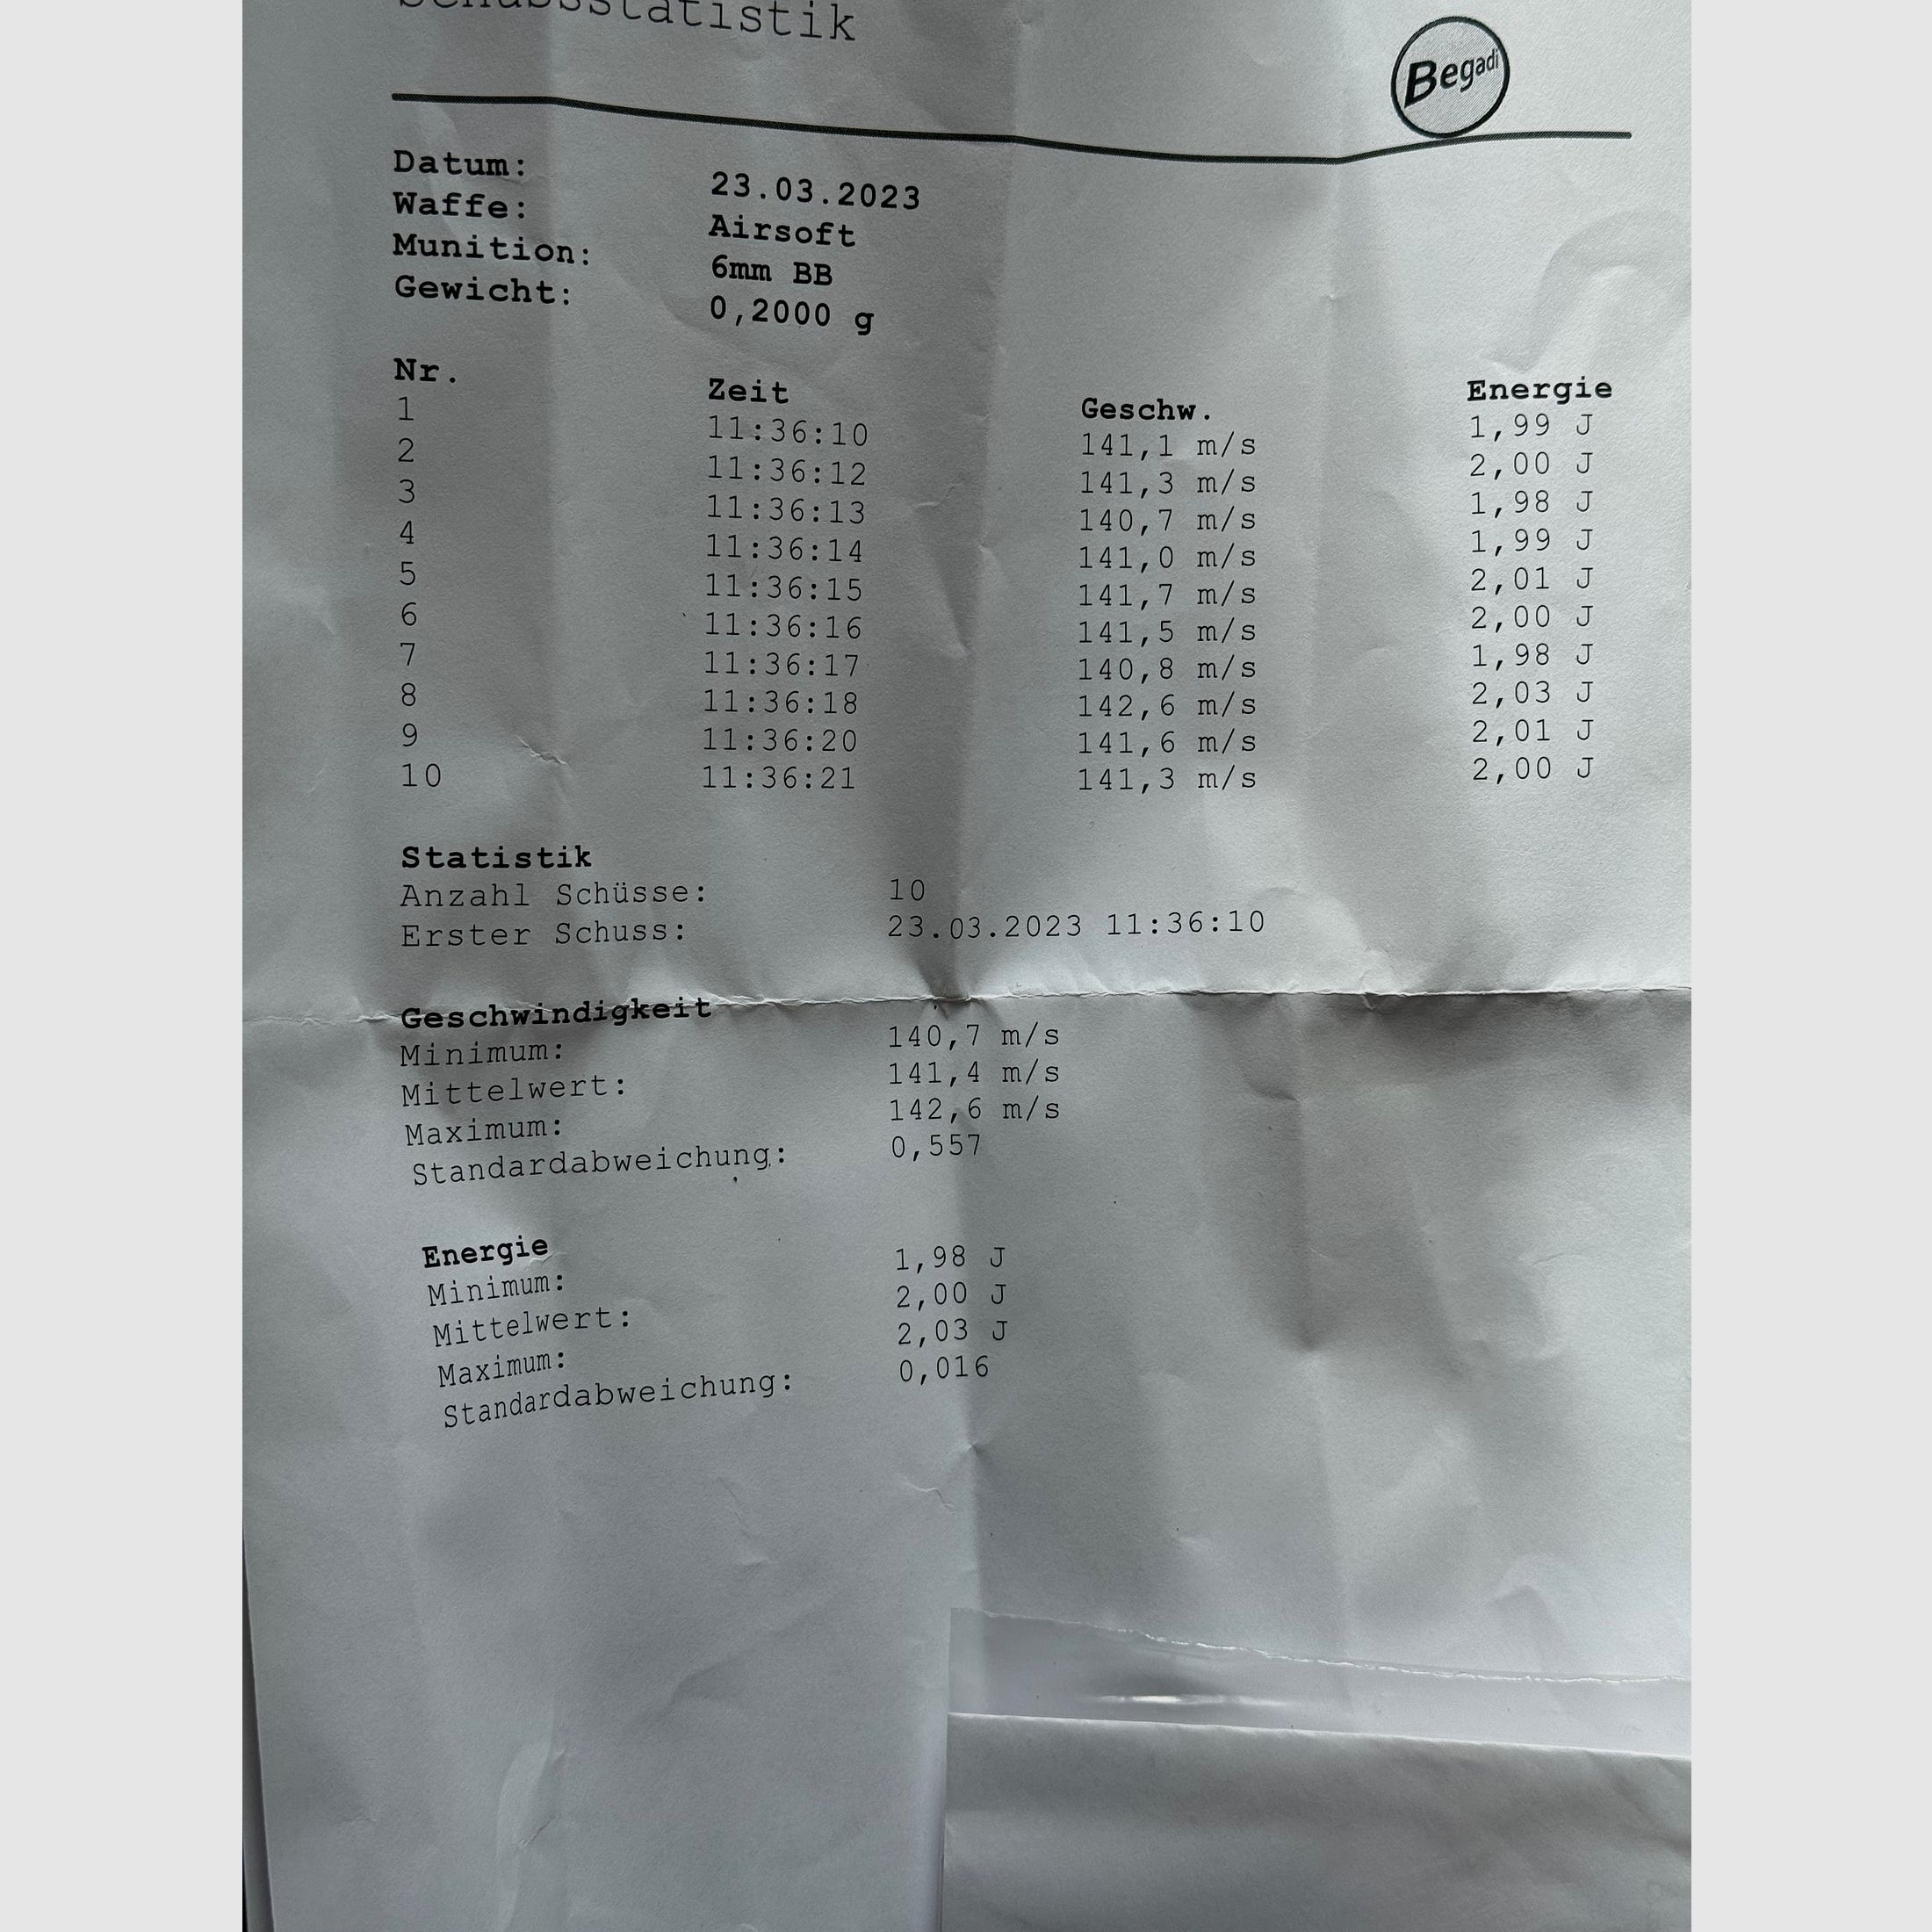 Schußstatistik
Begadi
Datum: 23.03.2023
Waffe: Airsoft
Munition: 6mm BB
Gewicht: 0,2000 g
Nr. Zeit Geschw. Energie
1 11:36:10 141,1 m/s 1,99 J
2 11:36:12 141,3 m/s 2,00 J
3 11:36:13 140,7 m/s 1,98 J
4 11:36:14 141,0 m/s 1,99 J
5 11:36:15 141,7 m/s 2,01 J
6 11:36:16 141,5 m/s 2,00 J
7 11:36:17 140,8 m/s 1,98 J
8 11:36:18 142,6 m/s 2,03 J
9 11:36:20 141,6 m/s 2,01 J
10 11:36:21 141,3 m/s 2,00 J
Statistik
Anzahl Schüsse: 10
Erster Schuss: 23.03.2023 11:36:10
Geschwindigkeit
Minimum: 140,7 m/s
Mittelwert: 141,4 m/s
Maximum: 142,6 m/s
Standardabweichung: 0,557
Energie
Minimum: 1,98 J
Mittelwert: 2,00 J
Maximum: 2,03 J
Standardabweichung: 0,016